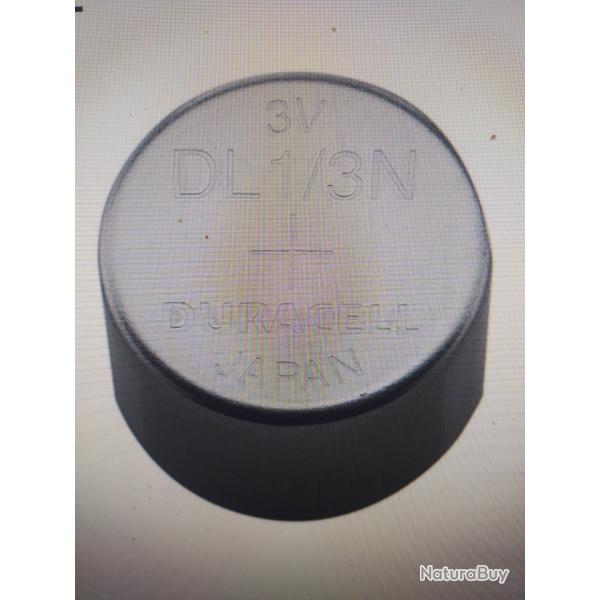 3V
DL1/3N
+
DURACELL
JAPAN
NaturaBuy